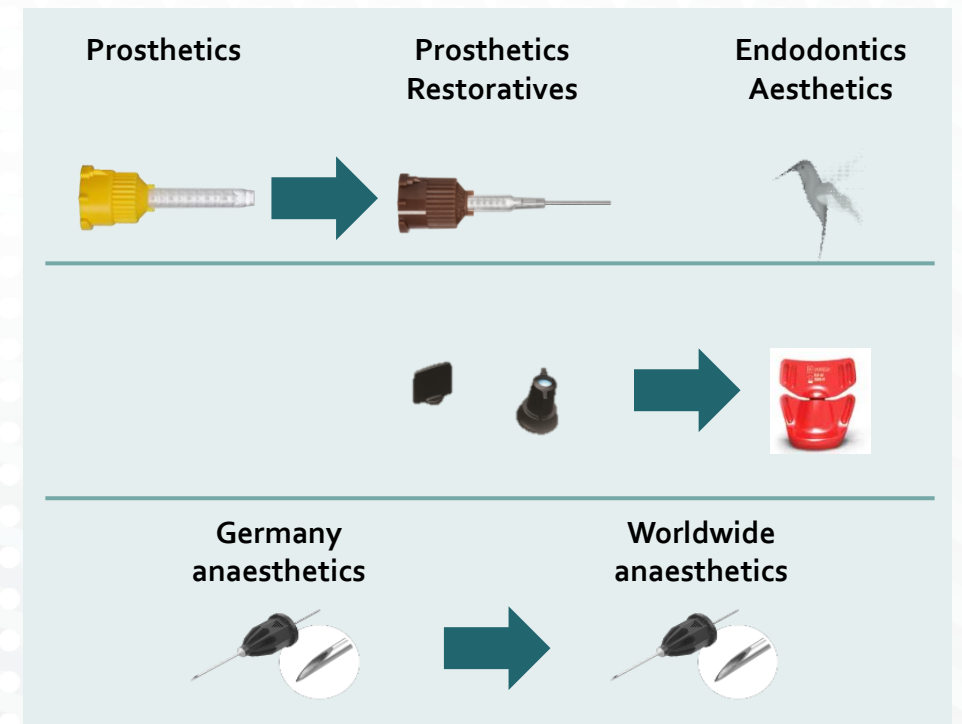 Prosthetics
Prosthetics
Restoratives
Endodontics
Aesthetics
Germany
anaesthetics
Worldwide
anaesthetics